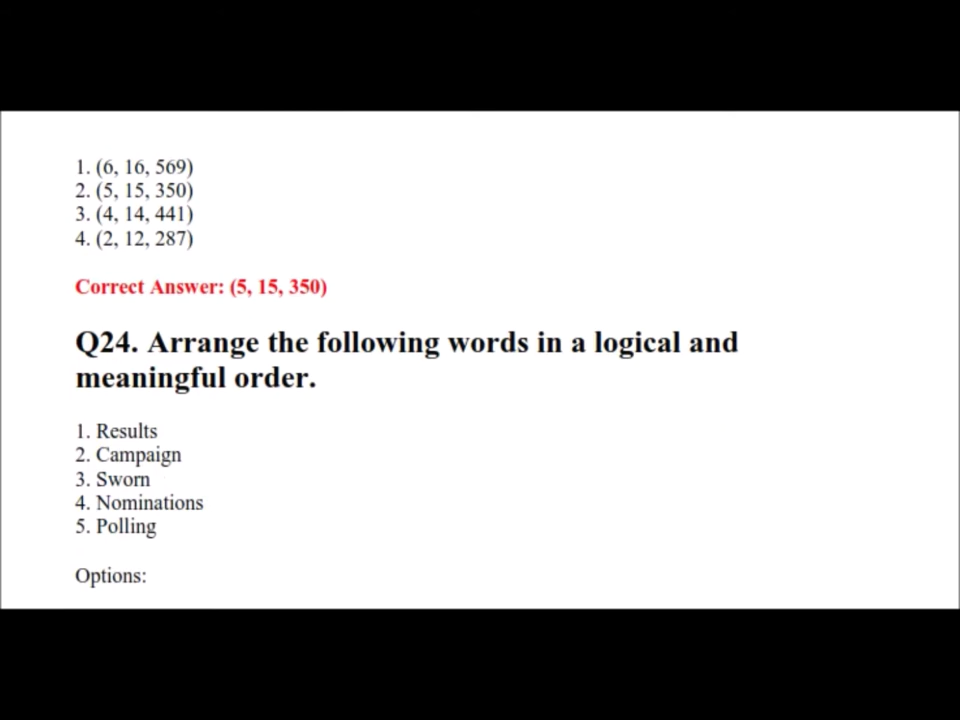 1. (6, 16, 569)
2. (5, 15, 350)
3. (4, 14, 441)
4. (2, 12, 287)
Correct Answer: (5, 15, 350)
Q24. Arrange the following words in a logical and
meaningful order.
1. Results
2. Campaign
3. Sworn
4. Nominations
5. Polling
Options: